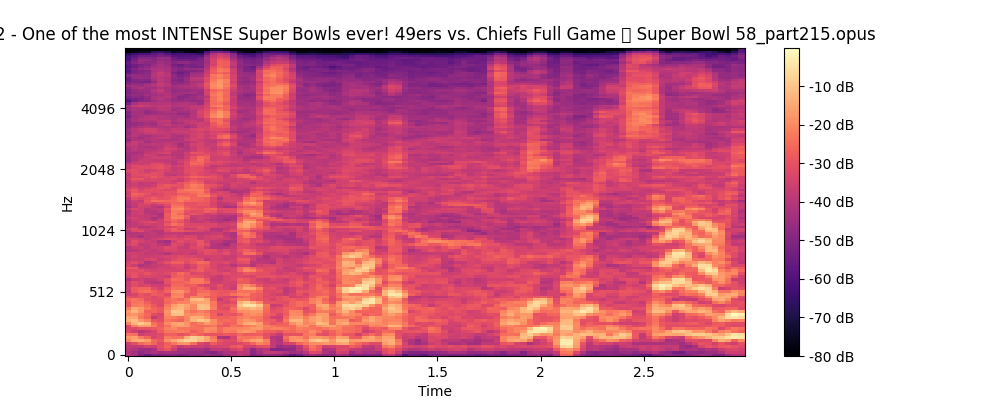 2 - One of the most INTENSE Super Bowls ever! 49ers vs. Chiefs Full Game  Super Bowl 58_part215.opus
4096
2048
1024
512
0
Hz
0
0.5
1
1.5
2
2.5
Time
-10 dB
-20 dB
-30 dB
-40 dB
-50 dB
-60 dB
-70 dB
-80 dB